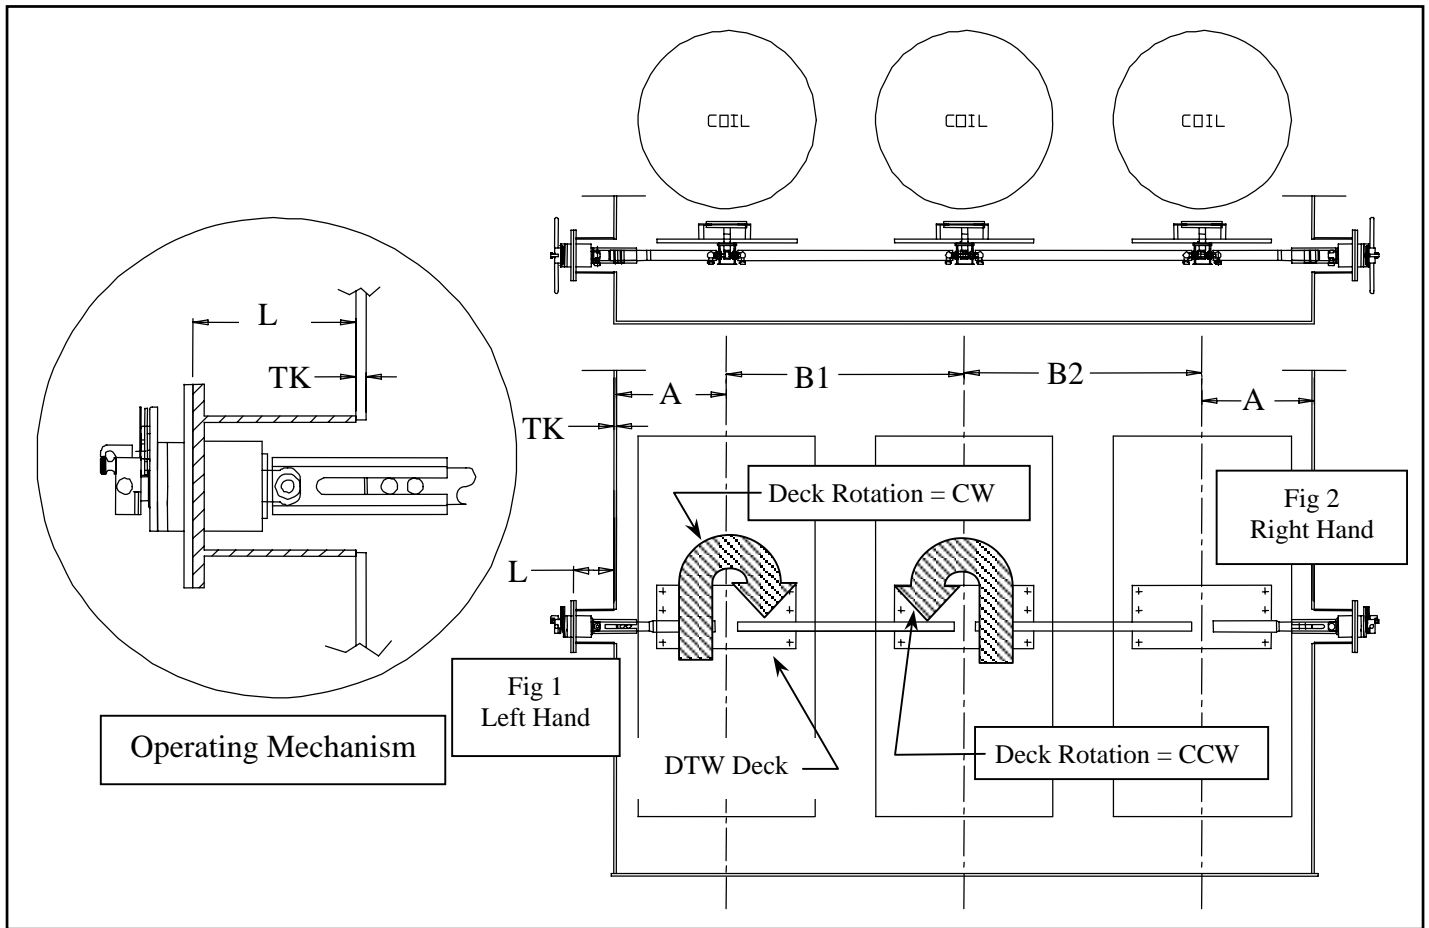 COIL COIL COIL
L
TK
B1
B2
A
A
TK
Deck Rotation = CW
Fig 2
Right Hand
L
Fig 1
Left Hand
Operating Mechanism
DTW Deck
Deck Rotation = CCW